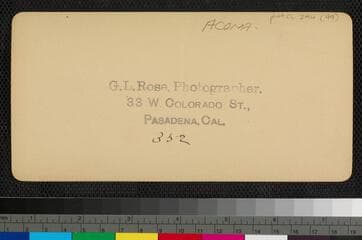 ACOMA.
G. L. Rose, Photographer.
33 W. COLORADO ST.,
PASADENA, CAL.
352